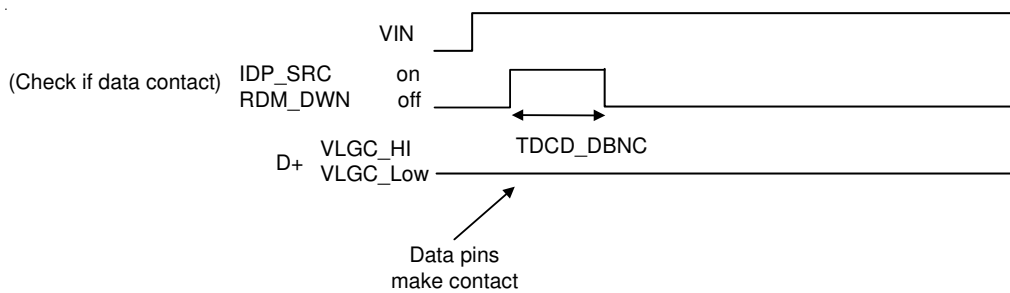 VIN
(Check if data contact) IDP_SRC on
RDM_DWN off
TDCD_DBNC
D+ VLGC_HI
VLGC_Low
Data pins
make contact